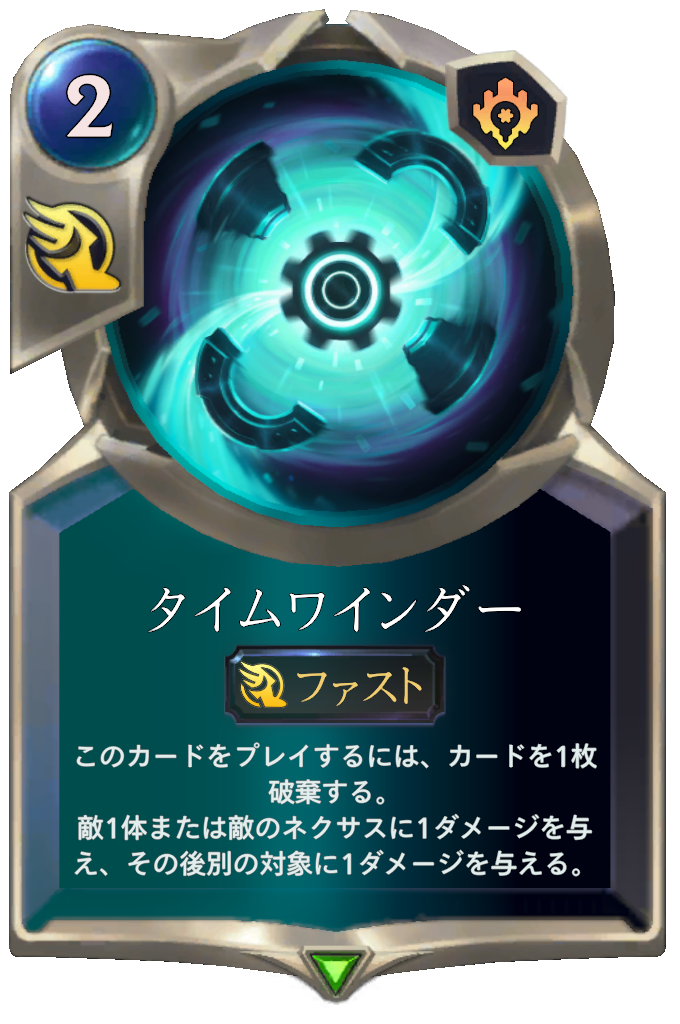 2
タイムワインダー
ファスト
このカードをプレイするには、カードを1枚
破棄する。
敵1体または敵のネクサスに1ダメージを与
え、その後別の対象に1ダメージを与える。